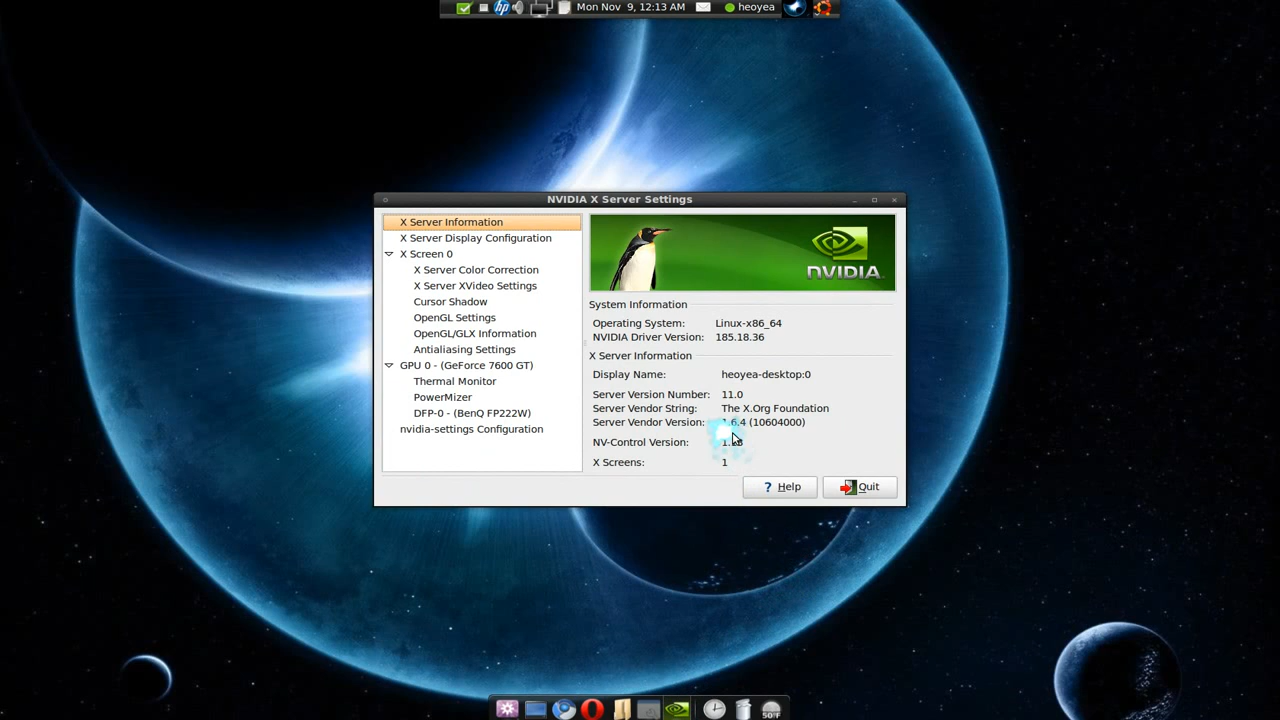 Mon Nov 9, 12:13 AM heoyea
NVIDIA X Server Settings
X Server Information
X Server Display Configuration
X Screen 0
X Server Color Correction
X Server XVideo Settings
Cursor Shadow
OpenGL Settings
OpenGL/GLX Information
Antialiasing Settings
GPU 0 - (GeForce 7600 GT)
Thermal Monitor
PowerMizer
DFP-0 - (BenQ FP222W)
nvidia-settings Configuration
NVIDIA
System Information
Operating System: Linux-x86_64
NVIDIA Driver Version: 185.18.36
X Server Information
Display Name: heoyea-desktop:0
Server Version Number: 11.0
Server Vendor String: The X.Org Foundation
Server Vendor Version: 1.6.4 (10604000)
NV-Control Version:
X Screens: 1
? Help
Quit
50°F